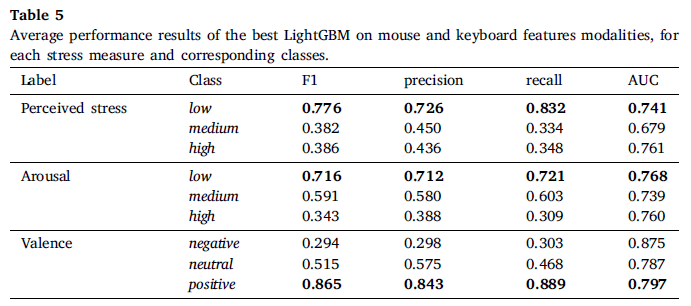 Table 5
Average performance results of the best LightGBM on mouse and keyboard features modalities, for
each stress measure and corresponding classes.
Label Class F1 precision recall AUC
Perceived stress low 0.776 0.726 0.832 0.741
medium 0.382 0.450 0.334 0.679
high 0.386 0.436 0.348 0.761
Arousal low 0.716 0.712 0.721 0.768
medium 0.591 0.580 0.603 0.739
high 0.343 0.388 0.309 0.760
Valence negative 0.294 0.298 0.303 0.875
neutral 0.515 0.575 0.468 0.787
positive 0.865 0.843 0.889 0.797